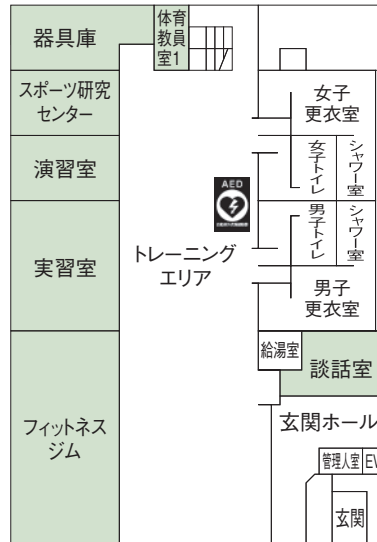 器具庫
体育
教員
室1
スポーツ研究
センター
女子
更衣室
演習室
女子トイレ
シャワー室
AED
実習室
トレーニング
エリア
男子トイレ
シャワー室
男子
更衣室
給湯室
談話室
フィットネス
ジム
玄関ホール
管理人室
EV
玄関